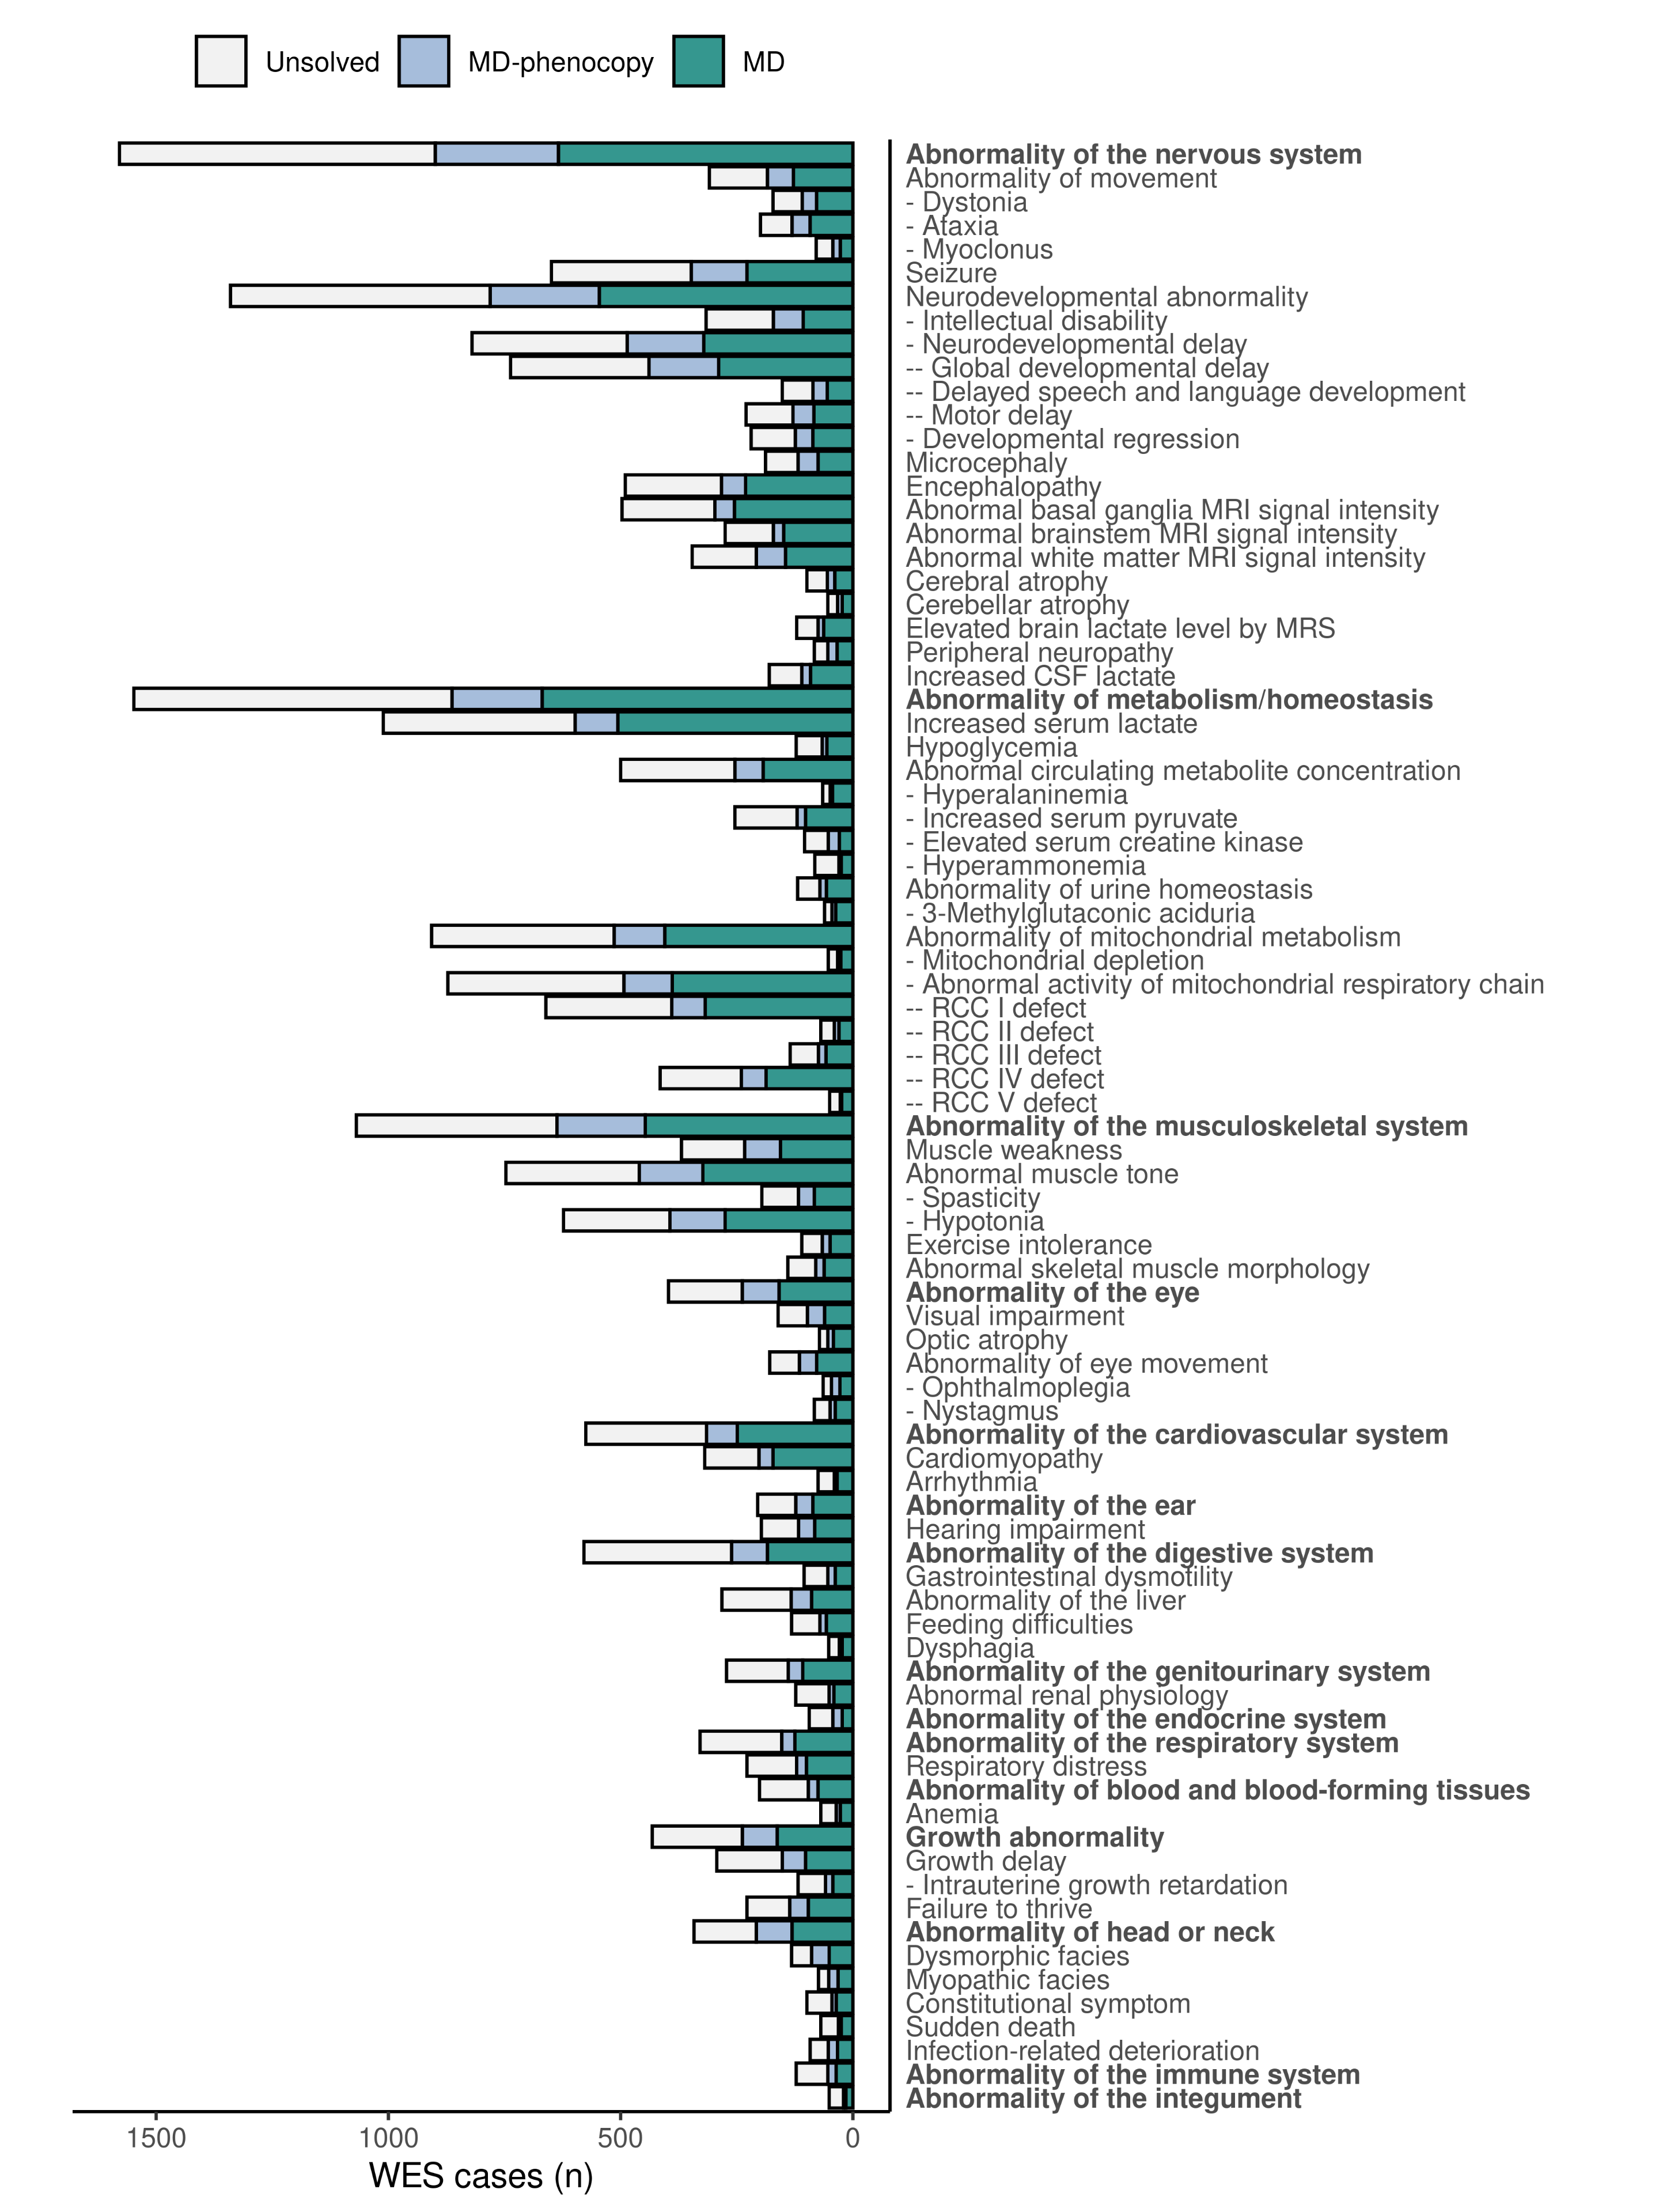 Unsolved MD-phenocopy MD
Abnormality of the nervous system
Abnormality of movement
- Dystonia
- Ataxia
- Myoclonus
Seizure
Neurodevelopmental abnormality
- Intellectual disability
- Neurodevelopmental delay
-- Global developmental delay
-- Delayed speech and language development
-- Motor delay
- Developmental regression
Microcephaly
Encephalopathy
Abnormal basal ganglia MRI signal intensity
Abnormal brainstem MRI signal intensity
Abnormal white matter MRI signal intensity
Cerebral atrophy
Cerebellar atrophy
Elevated brain lactate level by MRS
Peripheral neuropathy
Increased CSF lactate
Abnormality of metabolism/homeostasis
Increased serum lactate
Hypoglycemia
Abnormal circulating metabolite concentration
- Hyperalaninemia
- Increased serum pyruvate
- Elevated serum creatine kinase
- Hyperammonemia
Abnormality of urine homeostasis
- 3-Methylglutaconic aciduria
Abnormality of mitochondrial metabolism
- Mitochondrial depletion
- Abnormal activity of mitochondrial respiratory chain
-- RCC I defect
-- RCC II defect
-- RCC III defect
-- RCC IV defect
-- RCC V defect
Abnormality of the musculoskeletal system
Muscle weakness
Abnormal muscle tone
- Spasticity
- Hypotonia
Exercise intolerance
Abnormal skeletal muscle morphology
Abnormality of the eye
Visual impairment
Optic atrophy
Abnormality of eye movement
- Ophthalmoplegia
- Nystagmus
Abnormality of the cardiovascular system
Cardiomyopathy
Arrhythmia
Abnormality of the ear
Hearing impairment
Abnormality of the digestive system
Gastrointestinal dysmotility
Abnormality of the liver
Feeding difficulties
Dysphagia
Abnormality of the genitourinary system
Abnormal renal physiology
Abnormality of the endocrine system
Abnormality of the respiratory system
Respiratory distress
Abnormality of blood and blood-forming tissues
Anemia
Growth abnormality
Growth delay
- Intrauterine growth retardation
Failure to thrive
Abnormality of head or neck
Dysmorphic facies
Myopathic facies
Constitutional symptom
Sudden death
Infection-related deterioration
Abnormality of the immune system
Abnormality of the integument
1500 1000 500 0
WES cases (n)